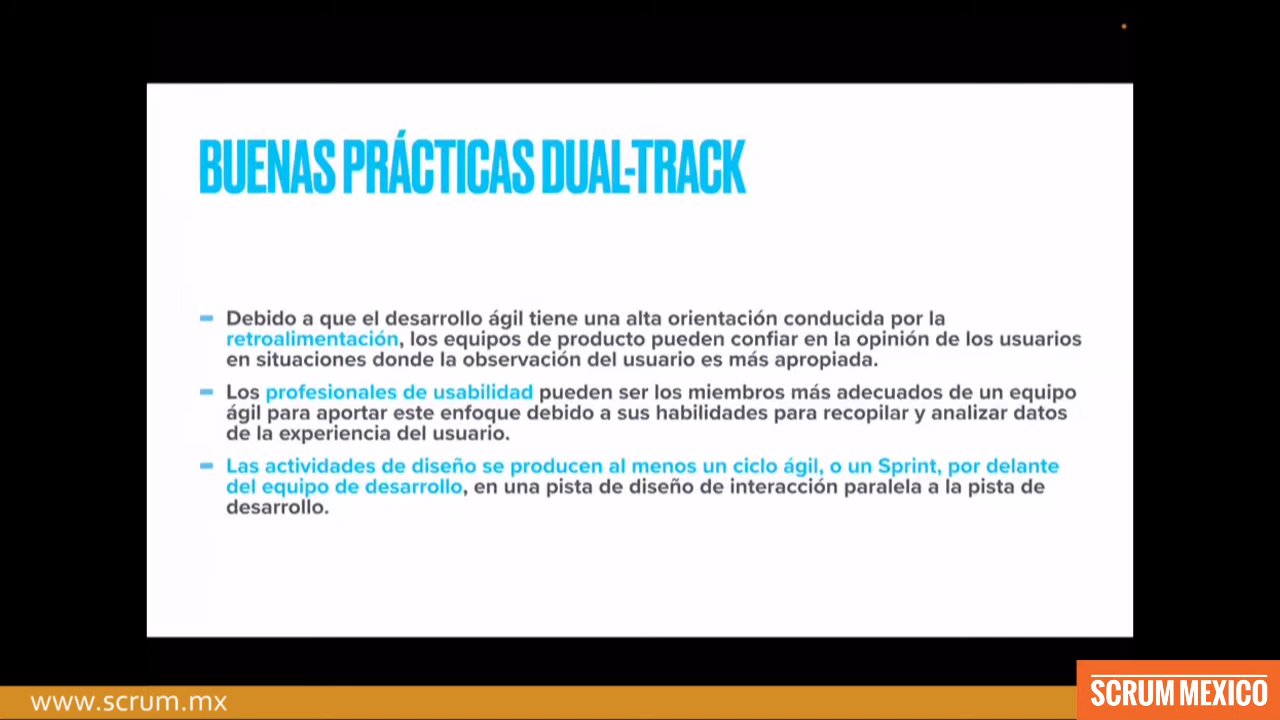 BUENAS PRÁCTICAS DUAL-TRACK
Debido a que el desarrollo ágil tiene una alta orientación conducida por la
retroalimentación, los equipos de producto pueden confiar en la opinión de los usuarios
en situaciones donde la observación del usuario es más apropiada.
Los profesionales de usabilidad pueden ser los miembros más adecuados de un equipo
ágil para aportar este enfoque debido a sus habilidades para recopilar y analizar datos
de la experiencia del usuario.
Las actividades de diseño se producen al menos un ciclo ágil, o un Sprint, por delante
del equipo de desarrollo, en una pista de diseño de interacción paralela a la pista de
desarrollo.
www.scrum.mx
SCRUM MEXICO